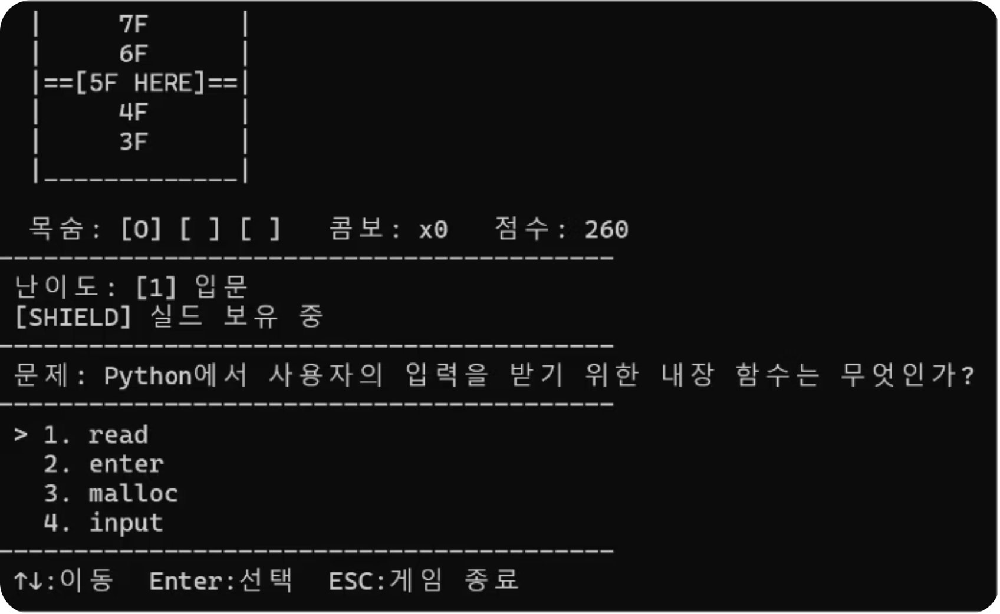 |     7F      |
|     6F      |
|==[5F HERE]==|
|     4F      |
|     3F      |
|_____________|
목숨: [O] [ ] [ ]   콤보: x0   점수: 260
-----------------------------------------
난이도: [1] 입문
[SHIELD] 실드 보유 중
-----------------------------------------
문제: Python에서 사용자의 입력을 받기 위한 내장 함수는 무엇인가?
-----------------------------------------
> 1. read
2. enter
3. malloc
4. input
-----------------------------------------
↑↓:이동  Enter:선택  ESC:게임 종료